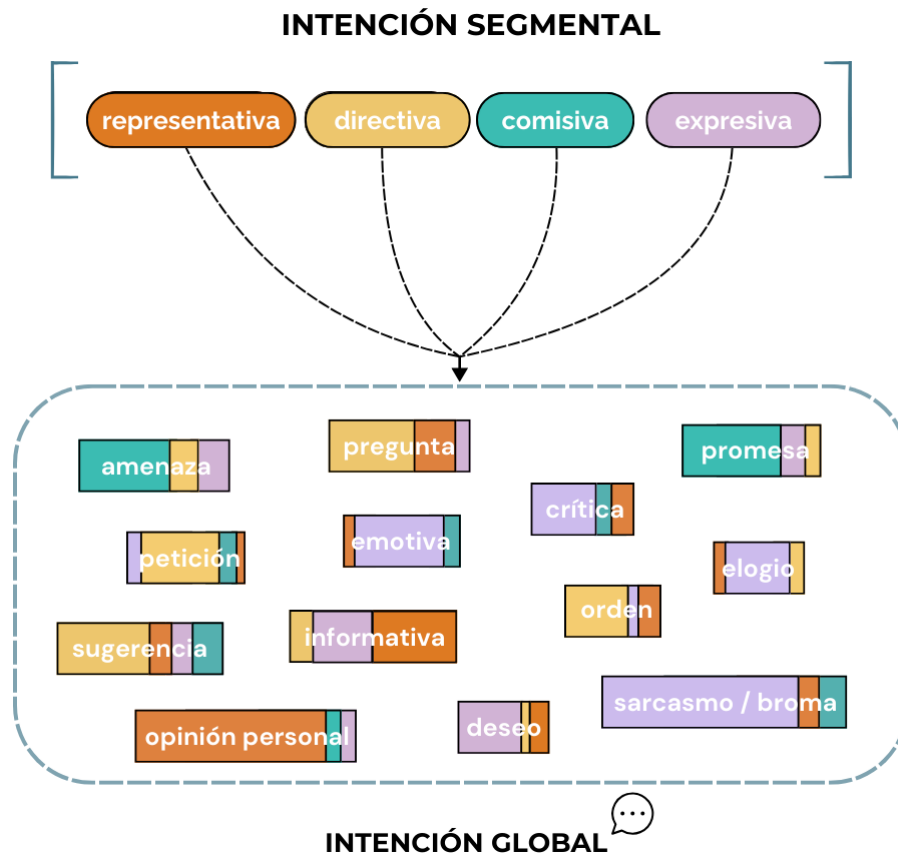 INTENCIÓN SEGMENTAL
representativa directiva comisiva expresiva
amenaza
pregunta
promesa
crítica
petición
emotiva
elogio
orden
sugerencia
informativa
sarcasmo / broma
opinión personal
deseo
INTENCIÓN GLOBAL